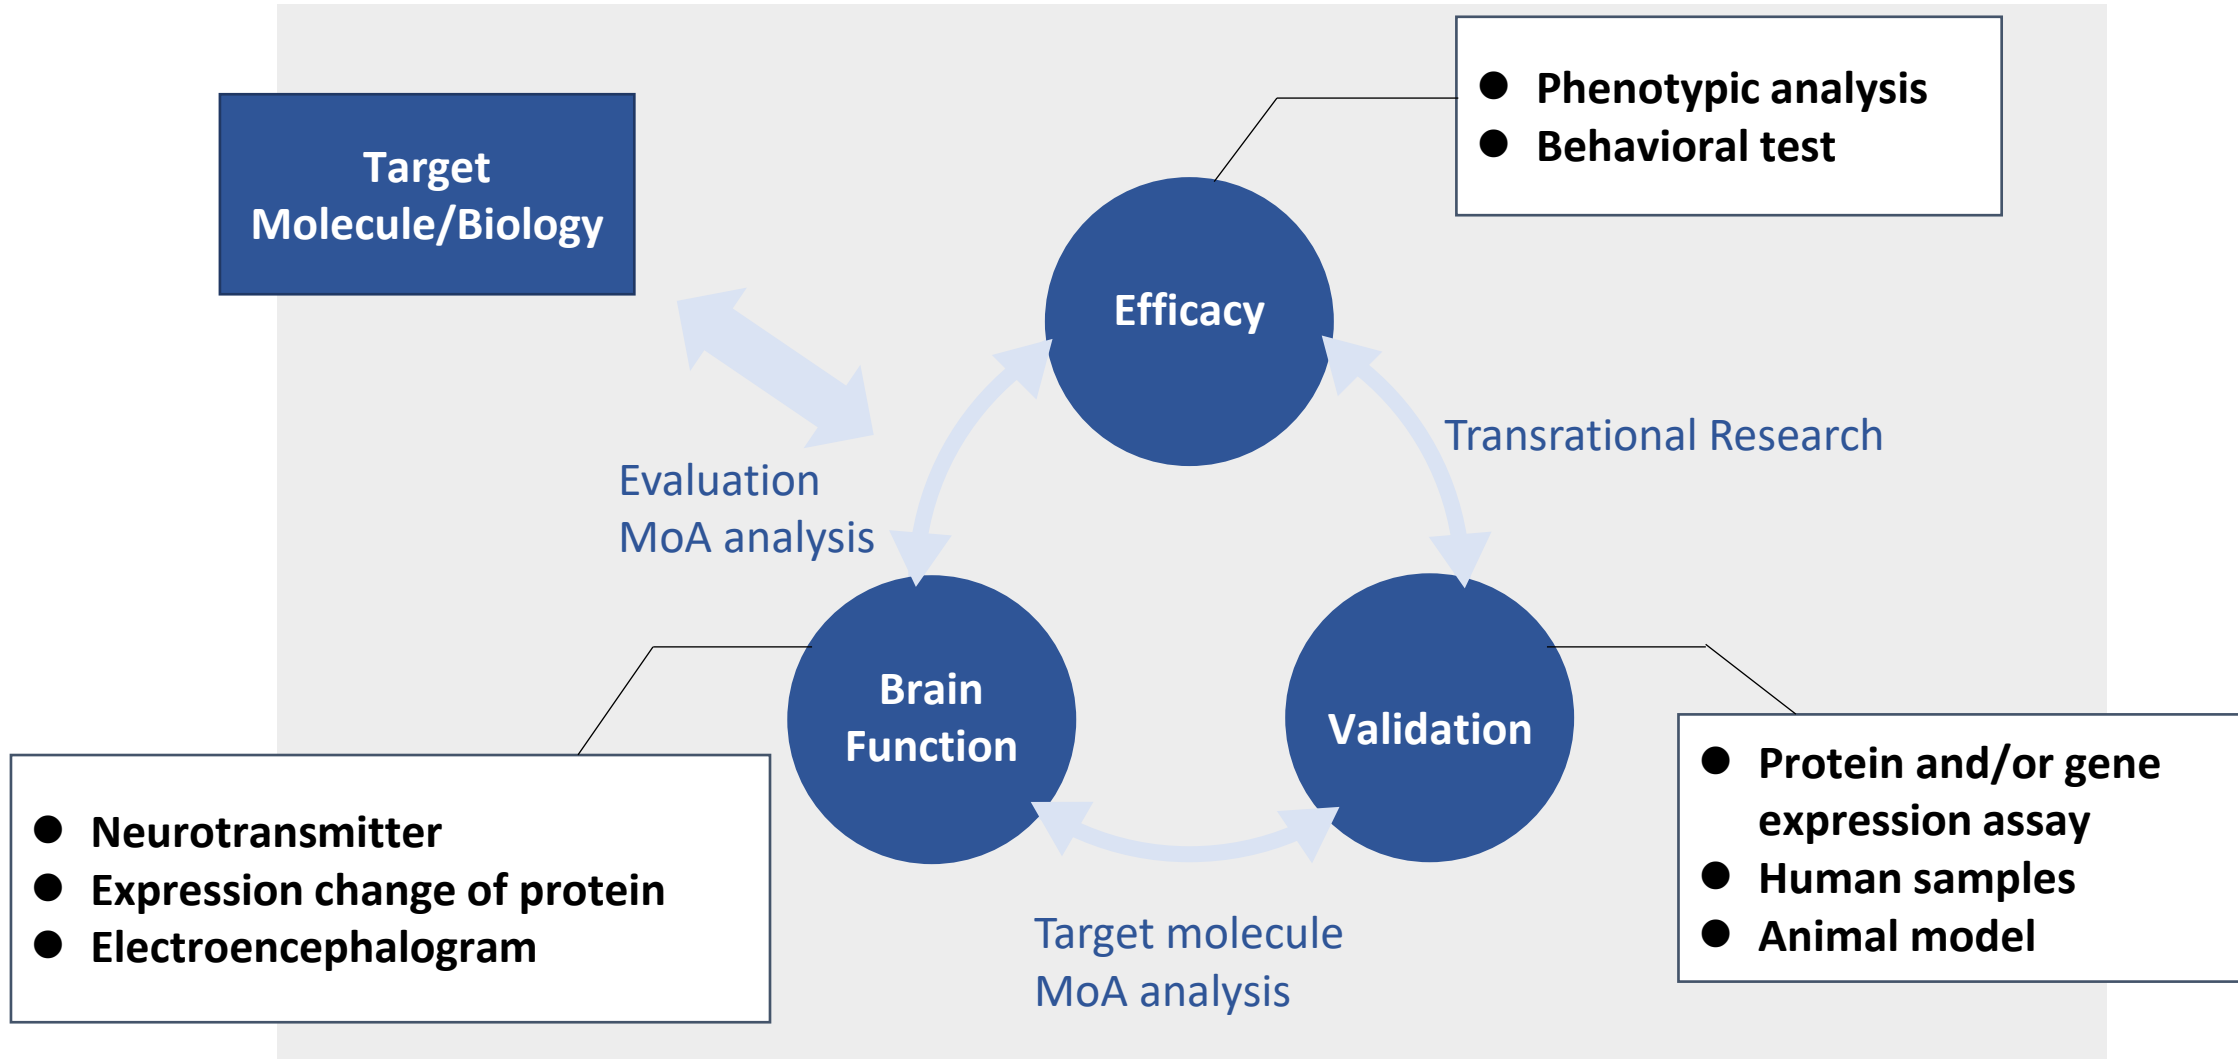 Target
Molecule/Biology
● Phenotypic analysis
● Behavioral test
Efficacy
Transrational Research
Evaluation
MoA analysis
Brain
Function
Validation
● Neurotransmitter
● Expression change of protein
● Electroencephalogram
● Protein and/or gene
expression assay
● Human samples
● Animal model
Target molecule
MoA analysis